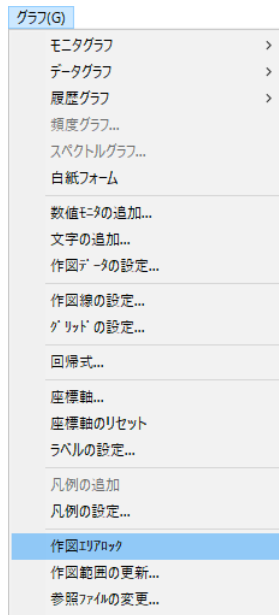 グラフ(G)
モニタグラフ
データグラフ
履歴グラフ
頻度グラフ...
スペクトルグラフ...
白紙フォーム
数値ﾓﾆﾀの追加...
文字の追加...
作図ﾃﾞｰﾀの設定...
作図線の設定...
ｸﾞﾘｯﾄﾞの設定...
回帰式...
座標軸...
座標軸のリセット
ラベルの設定...
凡例の追加
凡例の設定...
作図ｴﾘｱﾛｯｸ
作図範囲の更新...
参照ﾌｧｲﾙの変更...